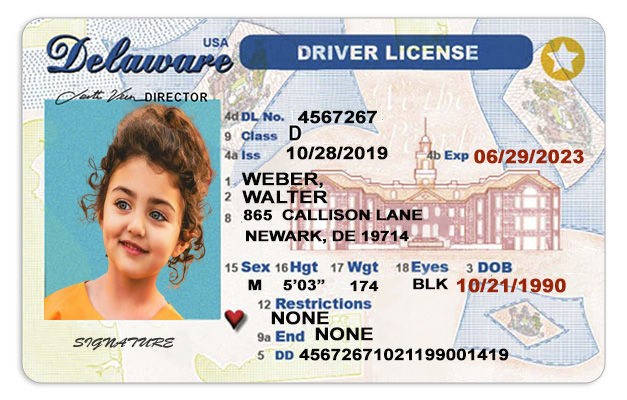 Delaware USA
DRIVER LICENSE
DIRECTOR
4d DL No. 4567267
9 Class D
4a Iss 10/28/2019 4b Exp 06/29/2023
1 WEBER,
2 WALTER
8 865 CALLISON LANE
NEWARK, DE 19714
15 Sex 16 Hgt 17 Wgt 18 Eyes 3 DOB
M 5'03” 174 BLK 10/21/1990
12 Restrictions
NONE
9a End NONE
5 DD 45672671021199001419
SIGNATURE